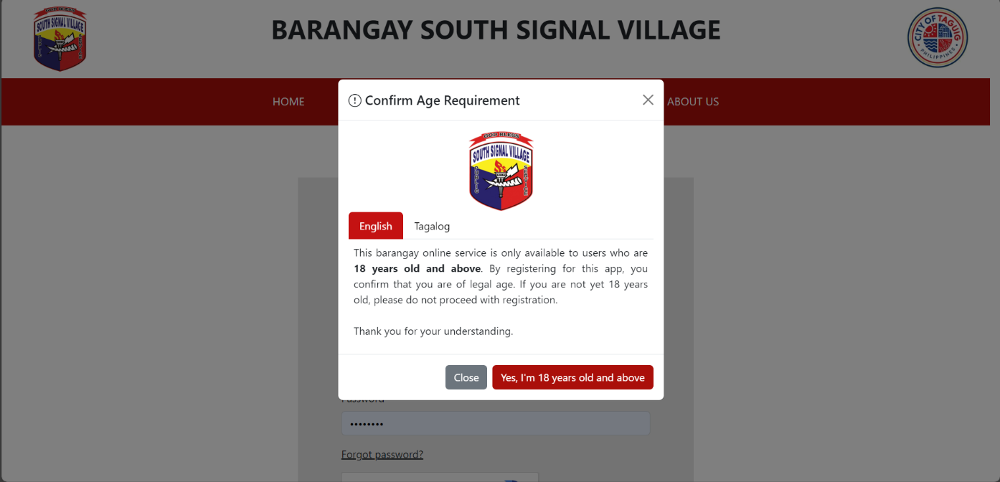 GOD BLESS
SOUTH SIGNAL VILLAGE
BARANGAY SOUTH SIGNAL VILLAGE
CITY OF TAGUIG
PHILIPPINES
HOME
ABOUT US
Confirm Age Requirement
GOD BLESS
SOUTH SIGNAL VILLAGE
PUBLIC
SERVICE
English
Tagalog
This barangay online service is only available to users who are
18 years old and above. By registering for this app, you
confirm that you are of legal age. If you are not yet 18 years
old, please do not proceed with registration.
Thank you for your understanding.
Close
Yes, I'm 18 years old and above
Password
••••••••
Forgot password?